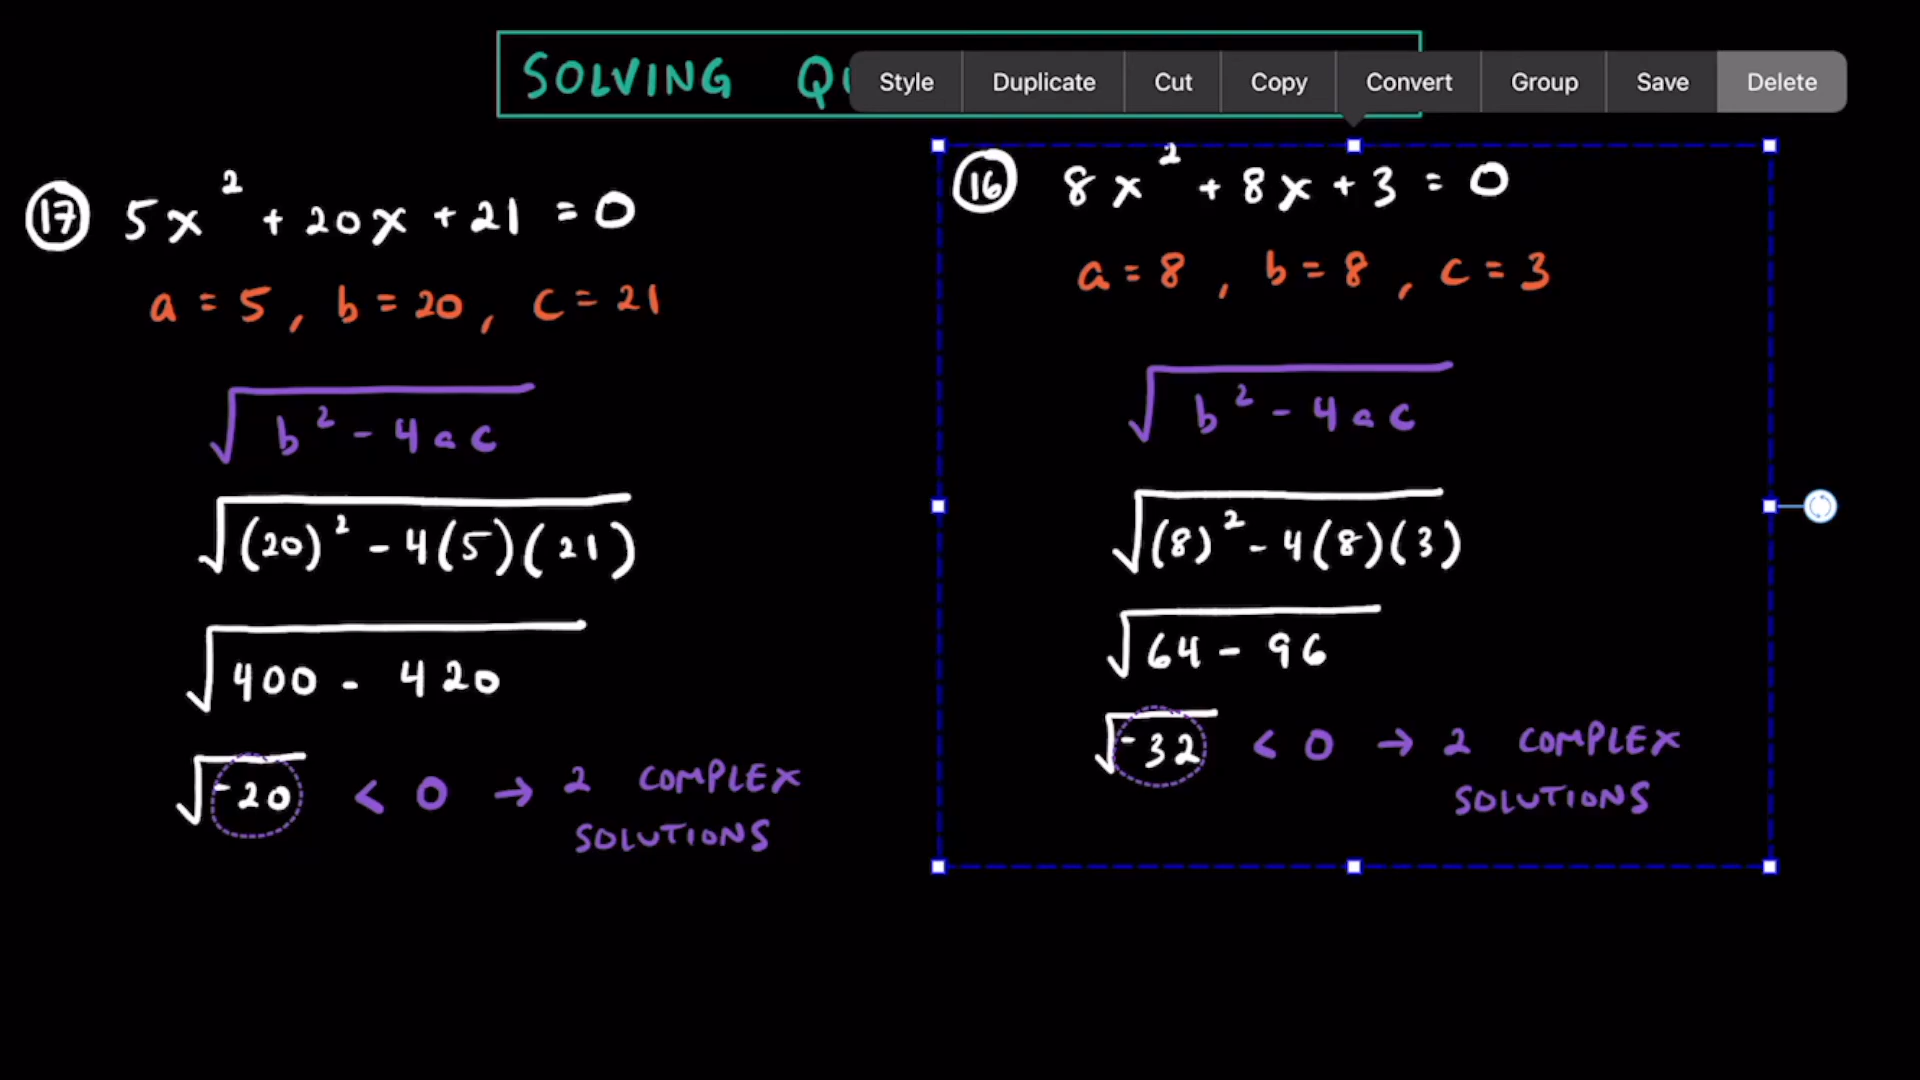 SOLVING
Style Duplicate Cut Copy Convert Group Save Delete
17 5x² + 20x + 21 = 0
a = 5 , b = 20 , c = 21
√b² - 4ac
√(20)² - 4(5)(21)
√400 - 420
√-20 < 0 → 2 COMPLEX
SOLUTIONS
16 8x² + 8x + 3 = 0
a = 8 , b = 8 , c = 3
√b² - 4ac
√(8)² - 4(8)(3)
√64 - 96
√-32 < 0 → 2 COMPLEX
SOLUTIONS